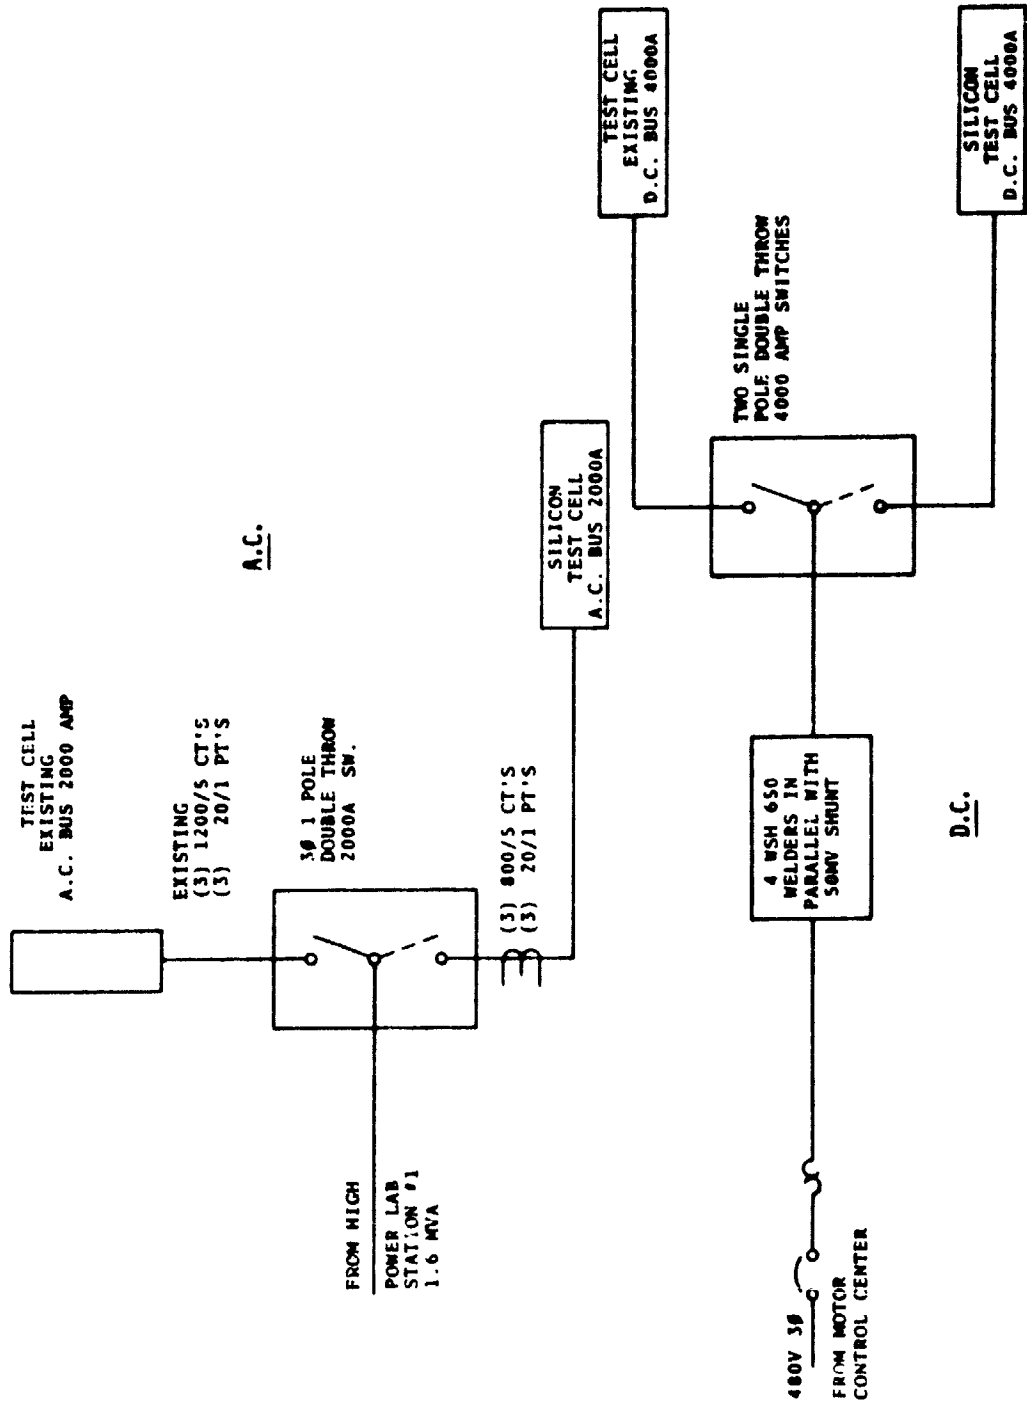 TEST CELL
EXISTING
A.C. BUS 2000 AMP
EXISTING
(3) 1200/5 CT'S
(3) 20/1 PT'S
3Ø 1 POLE
DOUBLE THROW
2000A SW.
FROM HIGH
POWER LAB
STATION #1
1.6 MVA
(3) 800/5 CT'S
(3) 20/1 PT'S
A.C.
SILICON
TEST CELL
A.C. BUS 2000A
TEST CELL
EXISTING
D.C. BUS 4000A
TWO SINGLE
POLE DOUBLE THROW
4000 AMP SWITCHES
480V 3Ø
FROM MOTOR
CONTROL CENTER
4 WSH 650
WELDERS IN
PARALLEL WITH
50MV SHUNT
SILICON
TEST CELL
D.C. BUS 4000A
D.C.